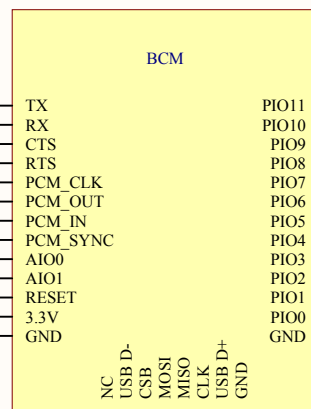 BCM
TX PIO11
RX PIO10
CTS PIO9
RTS PIO8
PCM_CLK PIO7
PCM_OUT PIO6
PCM_IN PIO5
PCM_SYNC PIO4
AIO0 PIO3
AIO1 PIO2
RESET PIO1
3.3V PIO0
GND GND
NC
USB D-
CSB
MOSI
MISO
CLK
USB D+
GND